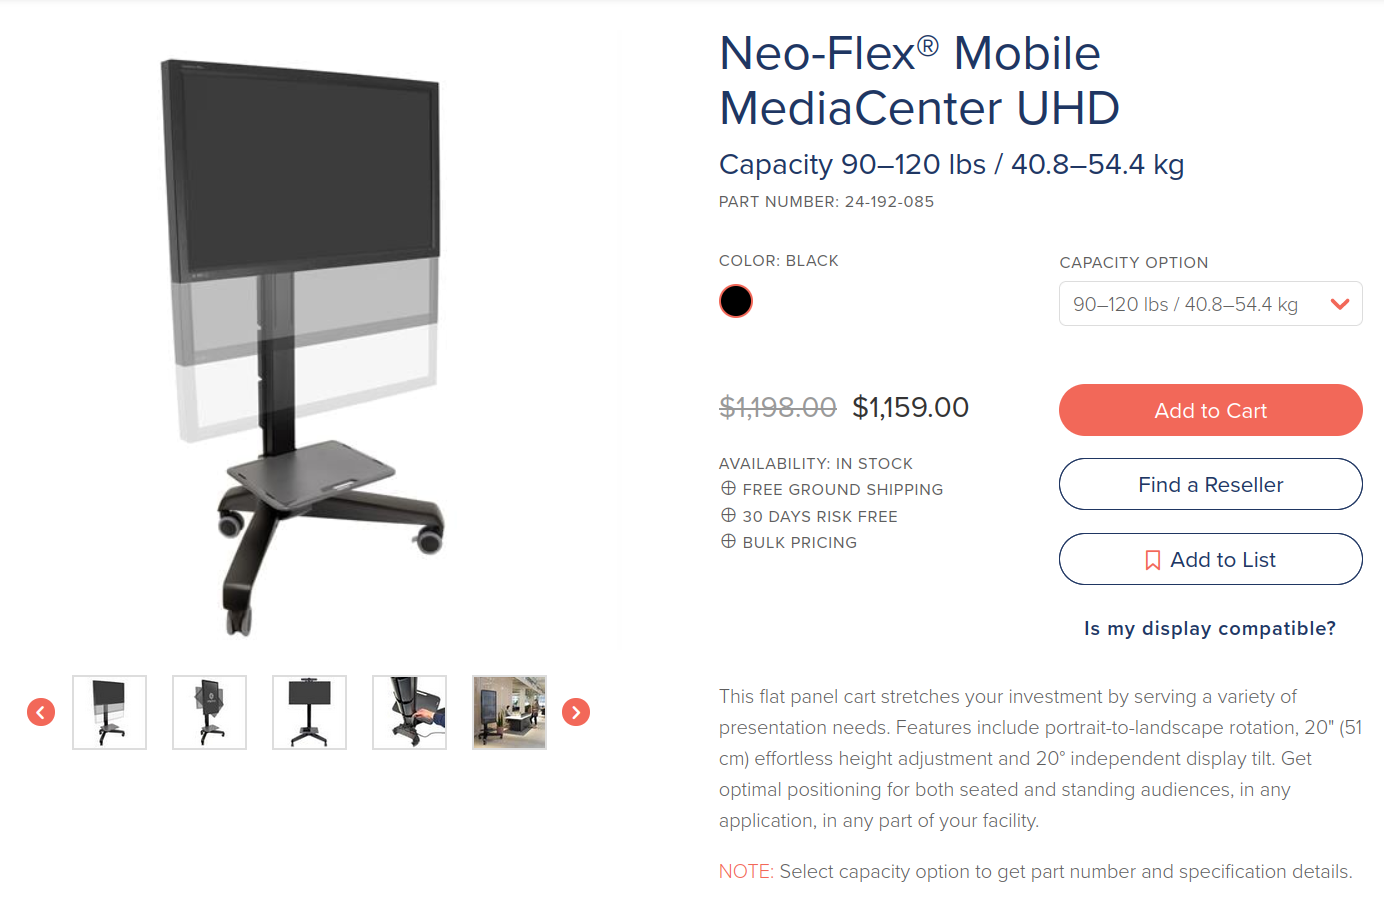 Neo-Flex® Mobile
MediaCenter UHD
Capacity 90–120 lbs / 40.8–54.4 kg
PART NUMBER: 24-192-085
COLOR: BLACK
CAPACITY OPTION
90–120 lbs / 40.8–54.4 kg
$1,198.00 $1,159.00
Add to Cart
AVAILABILITY: IN STOCK
FREE GROUND SHIPPING
30 DAYS RISK FREE
BULK PRICING
Find a Reseller
Add to List
Is my display compatible?
This flat panel cart stretches your investment by serving a variety of
presentation needs. Features include portrait-to-landscape rotation, 20" (51
cm) effortless height adjustment and 20° independent display tilt. Get
optimal positioning for both seated and standing audiences, in any
application, in any part of your facility.
NOTE: Select capacity option to get part number and specification details.